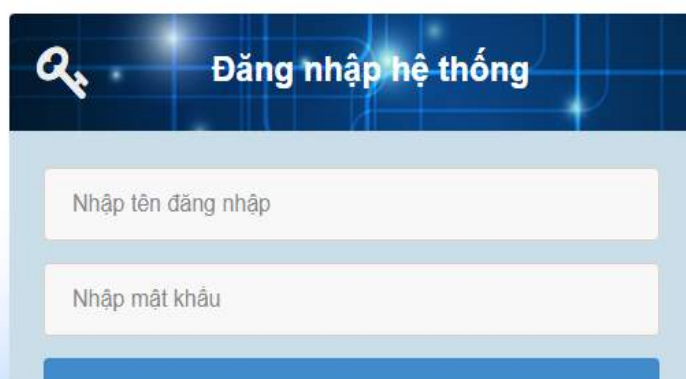 Đăng nhập hệ thống
Nhập tên đăng nhập
Nhập mật khẩu